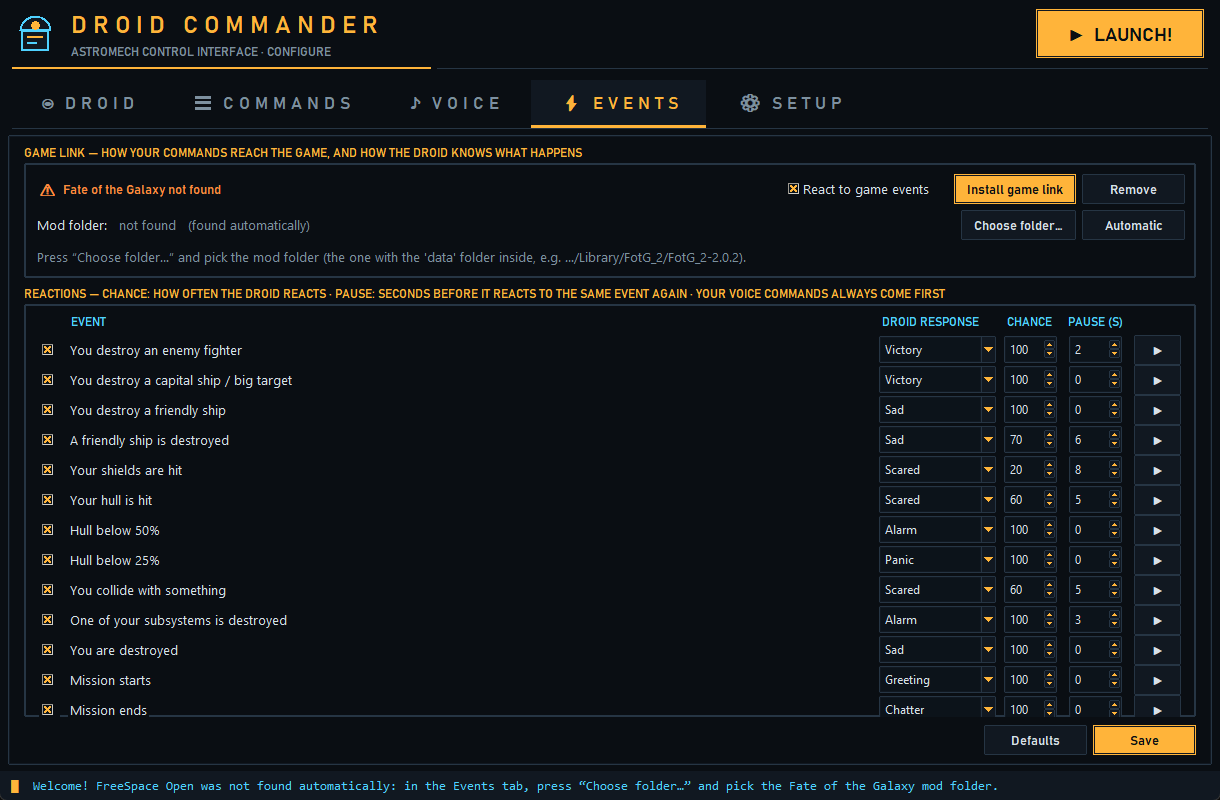 DROID COMMANDER
ASTROMECH CONTROL INTERFACE · CONFIGURE
▶ LAUNCH!
DROID COMMANDS VOICE EVENTS SETUP
GAME LINK — HOW YOUR COMMANDS REACH THE GAME, AND HOW THE DROID KNOWS WHAT HAPPENS
⚠ Fate of the Galaxy not found React to game events Install game link Remove
Mod folder: not found (found automatically) Choose folder… Automatic
Press “Choose folder…” and pick the mod folder (the one with the 'data' folder inside, e.g. …/Library/FotG_2/FotG_2-2.0.2).
REACTIONS — CHANCE: HOW OFTEN THE DROID REACTS · PAUSE: SECONDS BEFORE IT REACTS TO THE SAME EVENT AGAIN · YOUR VOICE COMMANDS ALWAYS COME FIRST
EVENT DROID RESPONSE CHANCE PAUSE (S)
You destroy an enemy fighter Victory 100 2
You destroy a capital ship / big target Victory 100 0
You destroy a friendly ship Sad 100 0
A friendly ship is destroyed Sad 70 6
Your shields are hit Scared 20 8
Your hull is hit Scared 60 5
Hull below 50% Alarm 100 0
Hull below 25% Panic 100 0
You collide with something Scared 60 5
One of your subsystems is destroyed Alarm 100 3
You are destroyed Sad 100 0
Mission starts Greeting 100 0
Mission ends Chatter 100 0
Defaults Save
Welcome! FreeSpace Open was not found automatically: in the Events tab, press “Choose folder…” and pick the Fate of the Galaxy mod folder.